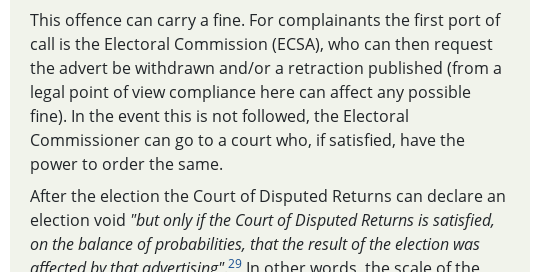 This offence can carry a fine. For complainants the first port of
call is the Electoral Commission (ECSA), who can then request
the advert be withdrawn and/or a retraction published (from a
legal point of view compliance here can affect any possible
fine). In the event this is not followed, the Electoral
Commissioner can go to a court who, if satisfied, have the
power to order the same.
After the election the Court of Disputed Returns can declare an
election void "but only if the Court of Disputed Returns is satisfied,
on the balance of probabilities, that the result of the election was
affected by that advertising" 29 In other words, the scale of the